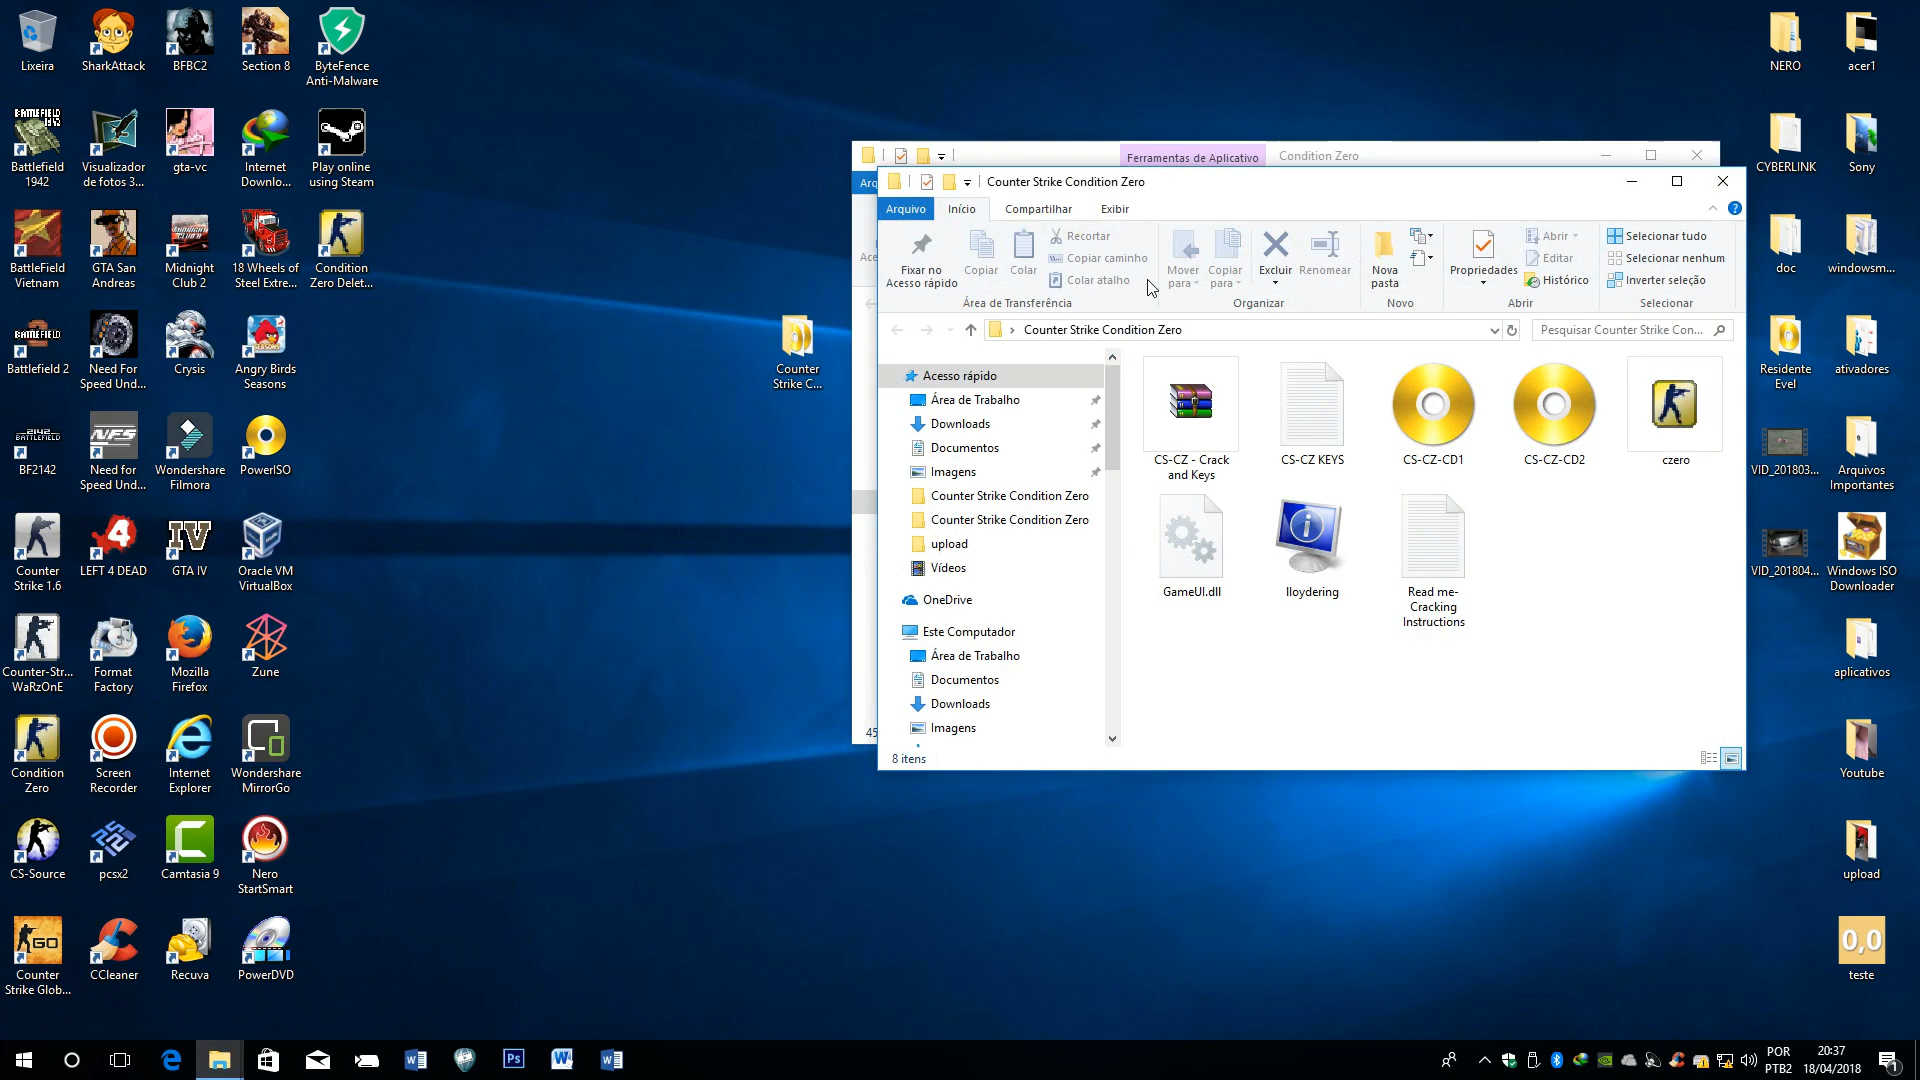 Lixeira
SharkAttack
BFBC2
Section 8
ByteFence
Anti-Malware
Battlefield
1942
Visualizador
de fotos 3...
gta-vc
Internet
Downlo...
Play online
using Steam
BattleField
Vietnam
GTA San
Andreas
Midnight
Club 2
18 Wheels of
Steel Extre...
Condition
Zero Delet...
Battlefield 2
Need For
Speed Und...
Crysis
Angry Birds
Seasons
BF2142
Need for
Speed Und...
Wondershare
Filmora
PowerISO
Counter
Strike 1.6
LEFT 4 DEAD
GTA IV
Oracle VM
VirtualBox
Counter-Str...
WaRzOnE
Format
Factory
Mozilla
Firefox
Zune
Condition
Zero
Screen
Recorder
Internet
Explorer
Wondershare
MirrorGo
CS-Source
pcsx2
Camtasia 9
Nero
StartSmart
Counter
Strike Glob...
CCleaner
Recuva
PowerDVD
Counter
Strike C...
Ferramentas de Aplicativo
Condition Zero
Arq
Ace
45
Counter Strike Condition Zero
Arquivo
Início
Compartilhar
Exibir
Fixar no
Acesso rápido
Copiar
Colar
Recortar
Copiar caminho
Colar atalho
Área de Transferência
Mover
para
Copiar
para
Excluir
Renomear
Organizar
Nova
pasta
Novo
Propriedades
Abrir
Editar
Histórico
Abrir
Selecionar tudo
Selecionar nenhum
Inverter seleção
Selecionar
Counter Strike Condition Zero
Pesquisar Counter Strike Con...
Acesso rápido
Área de Trabalho
Downloads
Documentos
Imagens
Counter Strike Condition Zero
Counter Strike Condition Zero
upload
Vídeos
OneDrive
Este Computador
Área de Trabalho
Documentos
Downloads
Imagens
CS-CZ - Crack
and Keys
CS-CZ KEYS
CS-CZ-CD1
CS-CZ-CD2
czero
GameUI.dll
lloydering
Read me-
Cracking
Instructions
8 itens
NERO
acer1
CYBERLINK
Sony
doc
windowsm...
Residente
Evel
ativadores
VID_201803...
Arquivos
Importantes
VID_201804...
Windows ISO
Downloader
aplicativos
Youtube
upload
0,0
teste
POR
PTB2
20:37
18/04/2018
1